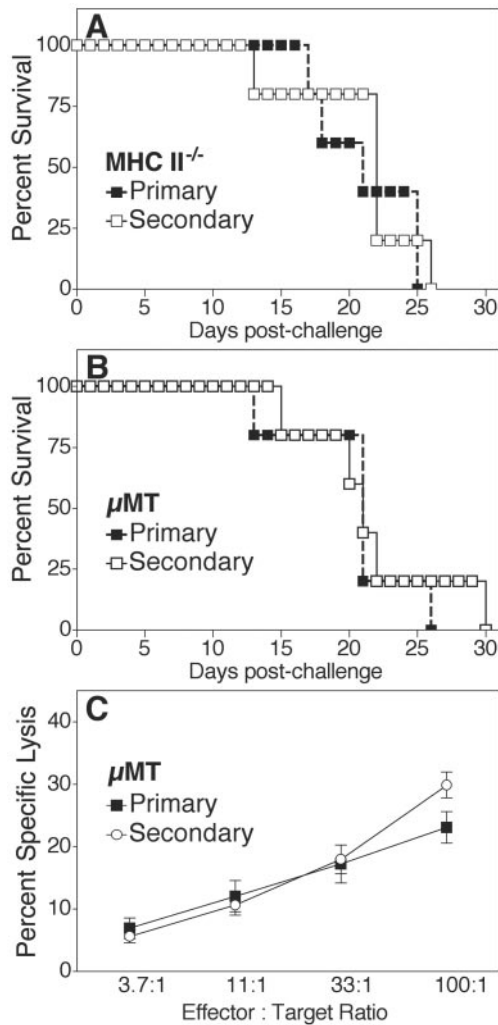 A
100
75
50
25
0
Percent Survival
MHC II-/-
Primary
Secondary
0 5 10 15 20 25 30
Days post-challenge
B
100
75
50
25
0
Percent Survival
µMT
Primary
Secondary
0 5 10 15 20 25 30
Days post-challenge
C
40
30
20
10
0
Percent Specific Lysis
µMT
Primary
Secondary
3.7:1 11:1 33:1 100:1
Effector : Target Ratio